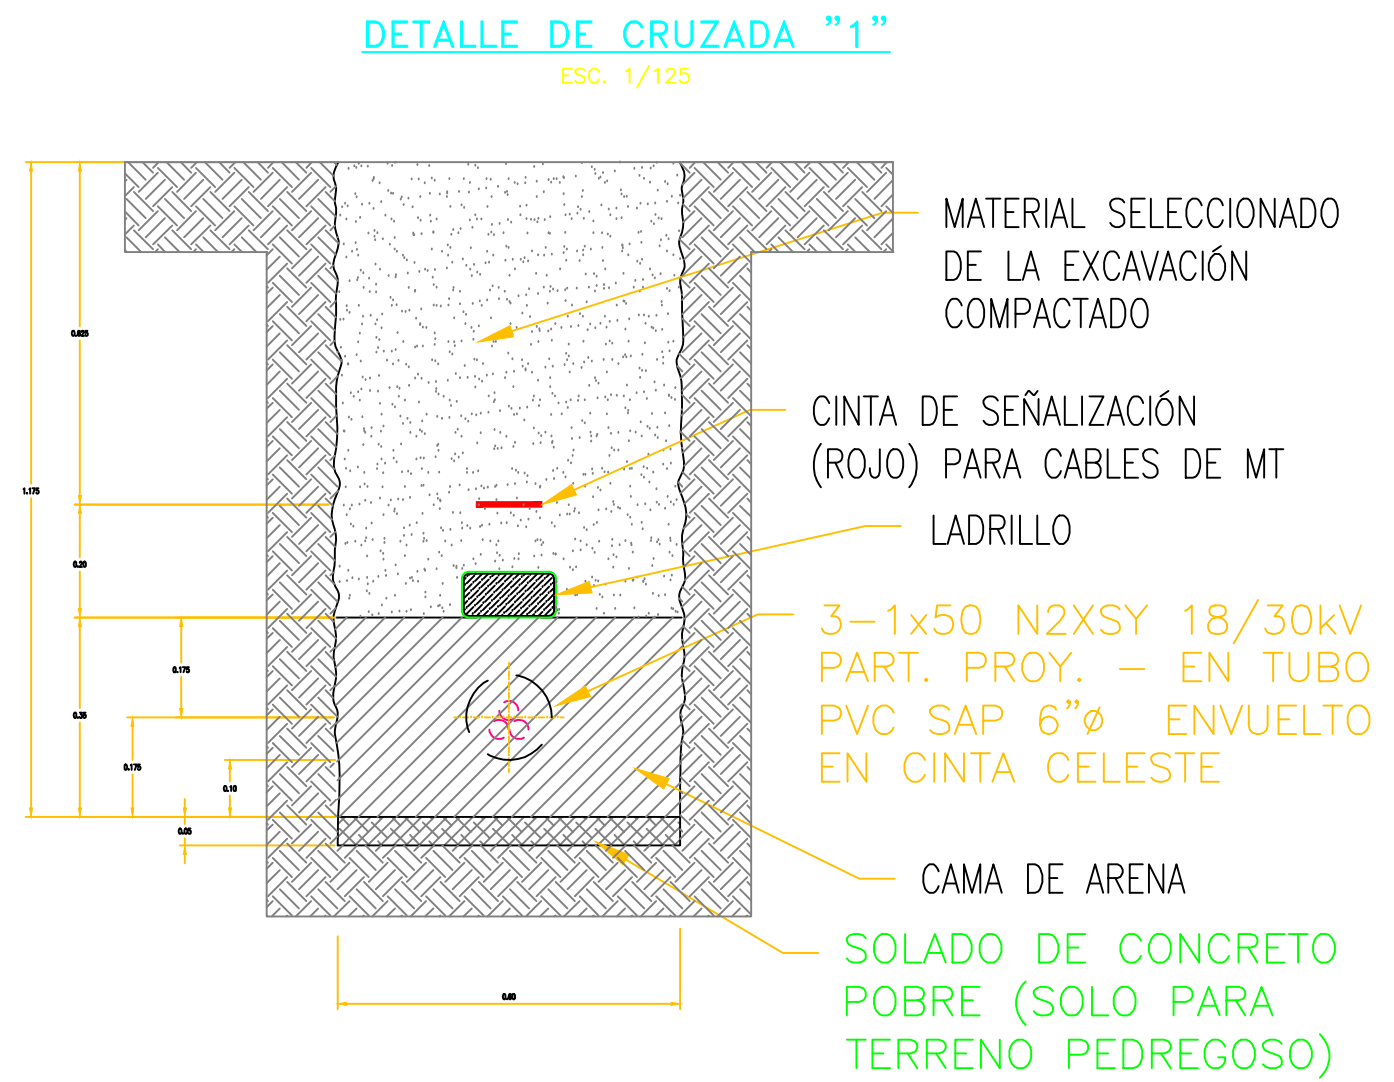 DETALLE DE CRUZADA "1"
ESC. 1/125
MATERIAL SELECCIONADO
DE LA EXCAVACIÓN
COMPACTADO
0.625
CINTA DE SEÑALIZACIÓN
(ROJO) PARA CABLES DE MT
1.175
LADRILLO
0.20
3-1x50 N2XSY 18/30kV
PART. PROY. - EN TUBO
PVC SAP 6"ø ENVUELTO
EN CINTA CELESTE
0.175
0.35
0.175
0.10
0.05
CAMA DE ARENA
SOLADO DE CONCRETO
POBRE (SOLO PARA
TERRENO PEDREGOSO)
0.60